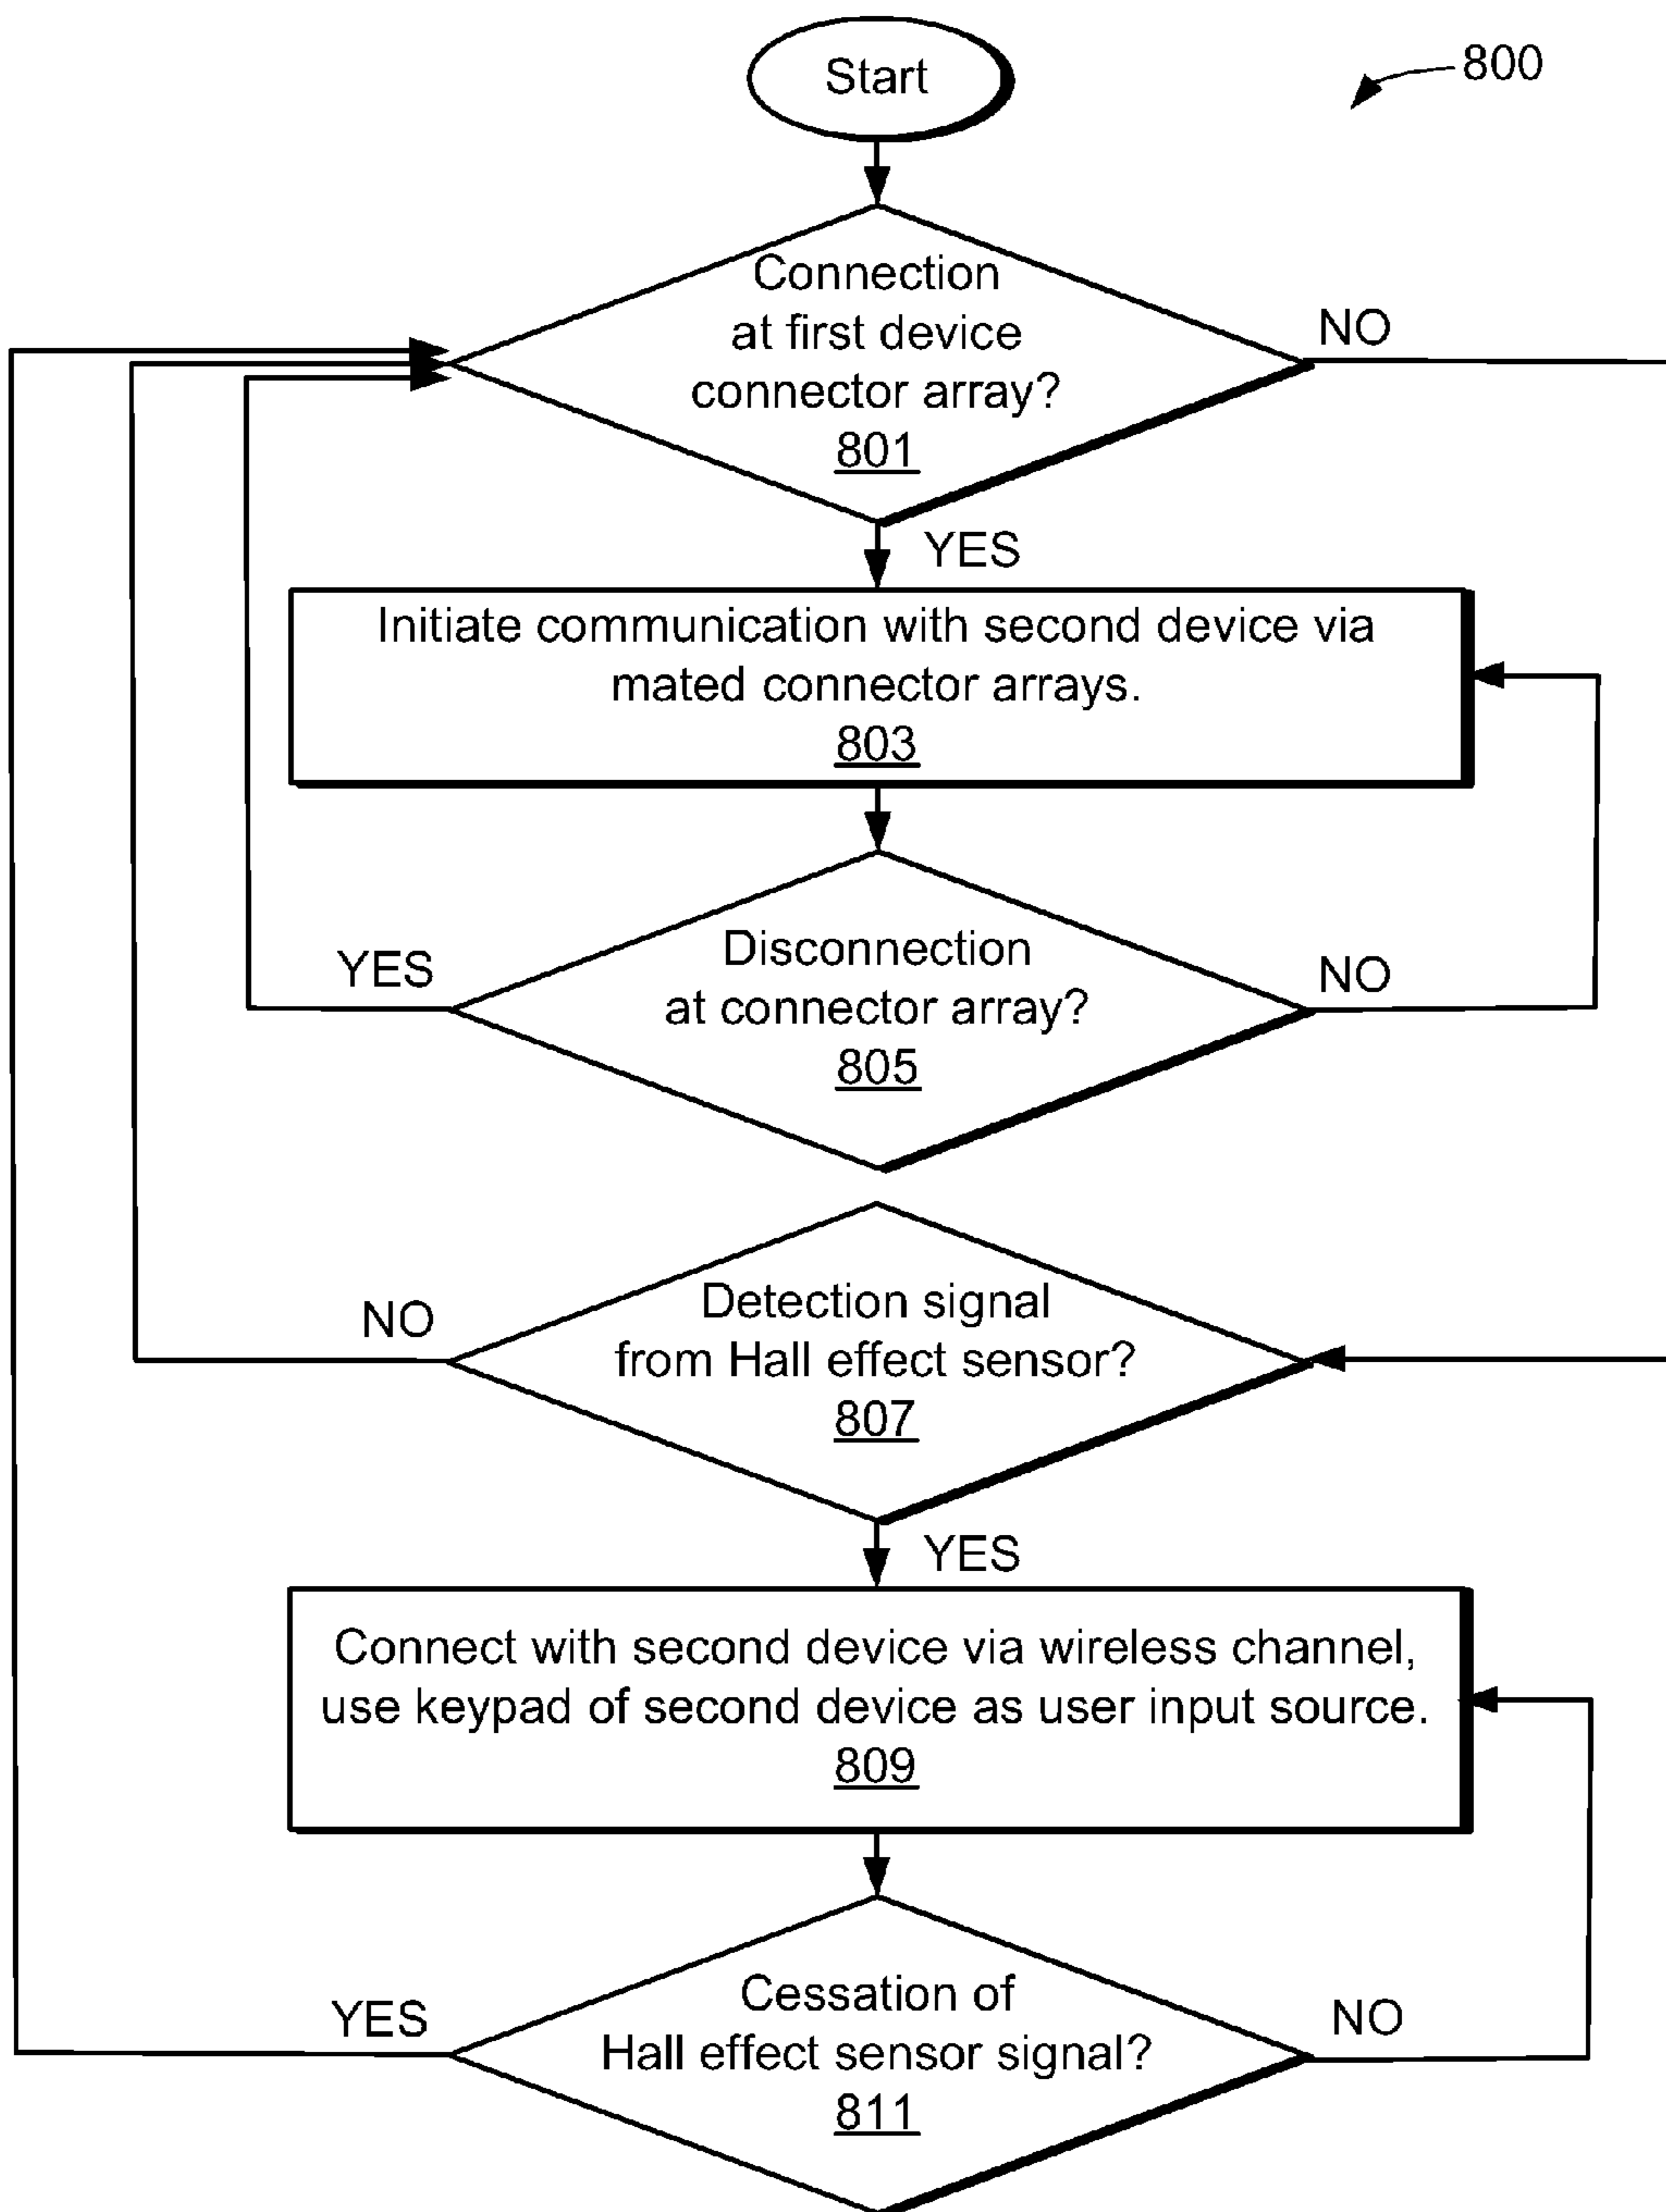 Start
800
Connection
at first device
connector array?
801
NO
YES
Initiate communication with second device via
mated connector arrays.
803
Disconnection
at connector array?
805
YES
NO
Detection signal
from Hall effect sensor?
807
NO
YES
Connect with second device via wireless channel,
use keypad of second device as user input source.
809
Cessation of
Hall effect sensor signal?
811
YES
NO